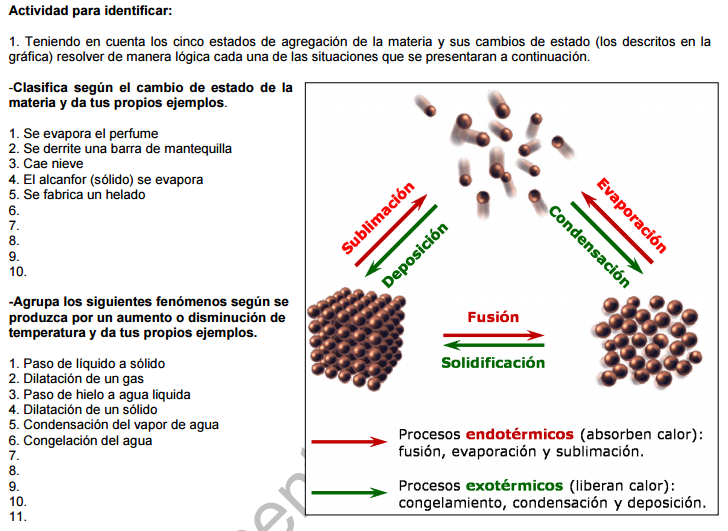 Actividad para identificar:
1. Teniendo en cuenta los cinco estados de agregación de la materia y sus cambios de estado (los descritos en la
gráfica) resolver de manera lógica cada una de las situaciones que se presentaran a continuación.
-Clasifica según el cambio de estado de la
materia y da tus propios ejemplos.
1. Se evapora el perfume
2. Se derrite una barra de mantequilla
3. Cae nieve
4. El alcanfor (sólido) se evapora
5. Se fabrica un helado
6.
7.
8.
9.
10.
-Agrupa los siguientes fenómenos según se
produzca por un aumento o disminución de
temperatura y da tus propios ejemplos.
1. Paso de líquido a sólido
2. Dilatación de un gas
3. Paso de hielo a agua liquida
4. Dilatación de un sólido
5. Condensación del vapor de agua
6. Congelación del agua
7.
8.
9.
10.
11.
Sublimación
Deposición
Evaporación
Condensación
Fusión
Solidificación
Procesos endotérmicos (absorben calor):
fusión, evaporación y sublimación.
Procesos exotérmicos (liberan calor):
congelamiento, condensación y deposición.